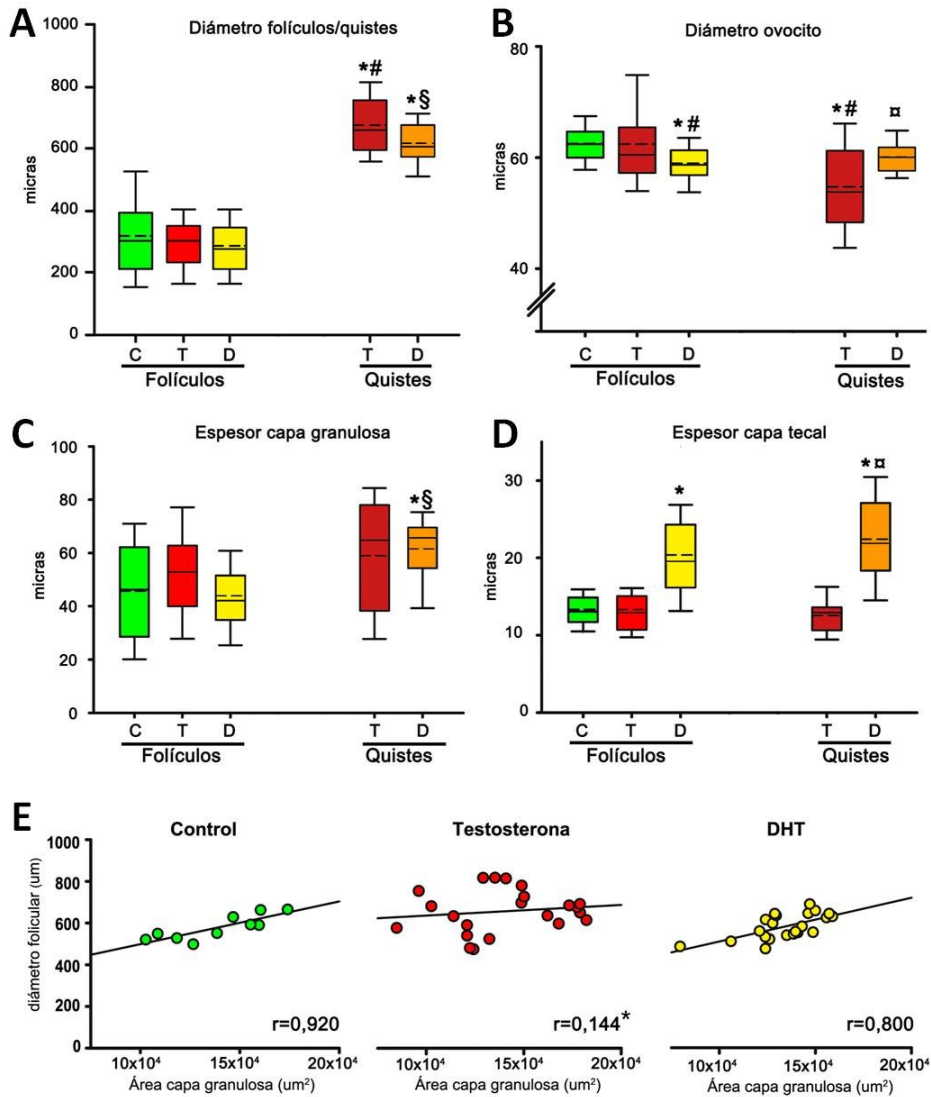 A
Diámetro folículos/quistes
1000
800
600
400
200
0
micras
*#
*§
C T D T D
Folículos Quistes
B
Diámetro ovocito
80
60
40
micras
*#
*#
¤
C T D T D
Folículos Quistes
C
Espesor capa granulosa
100
80
60
40
20
0
micras
*§
C T D T D
Folículos Quistes
D
Espesor capa tecal
30
20
10
0
micras
*
*¤
C T D T D
Folículos Quistes
E
Control Testosterona DHT
1000
800
600
400
200
0
diámetro folicular (um)
r=0,920 r=0,144* r=0,800
10x10⁴ 15x10⁴ 20x10⁴ 10x10⁴ 15x10⁴ 20x10⁴ 10x10⁴ 15x10⁴ 20x10⁴
Área capa granulosa (um²) Área capa granulosa (um²) Área capa granulosa (um²)